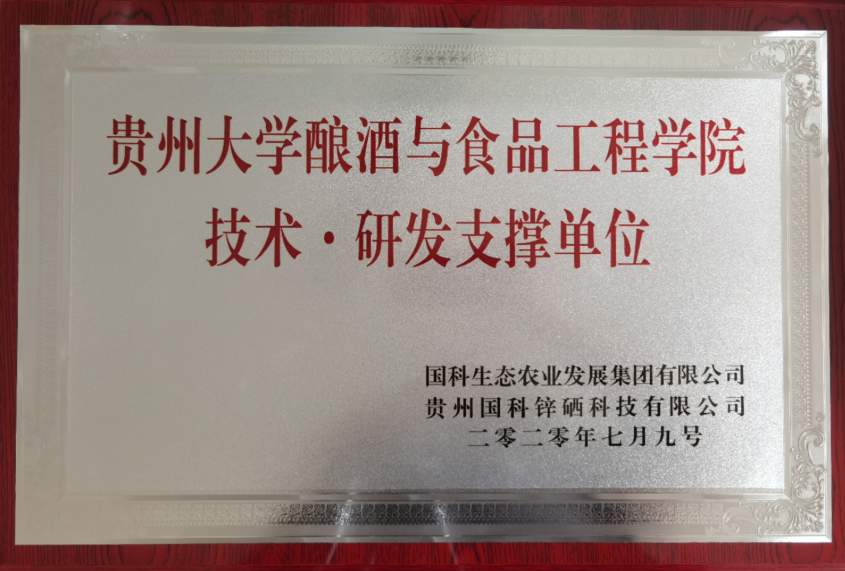 贵州大学酿酒与食品工程学院
技术·研发支撑单位
国科生态农业发展集团有限公司
贵州国科锌硒科技有限公司
二零二零年七月九号